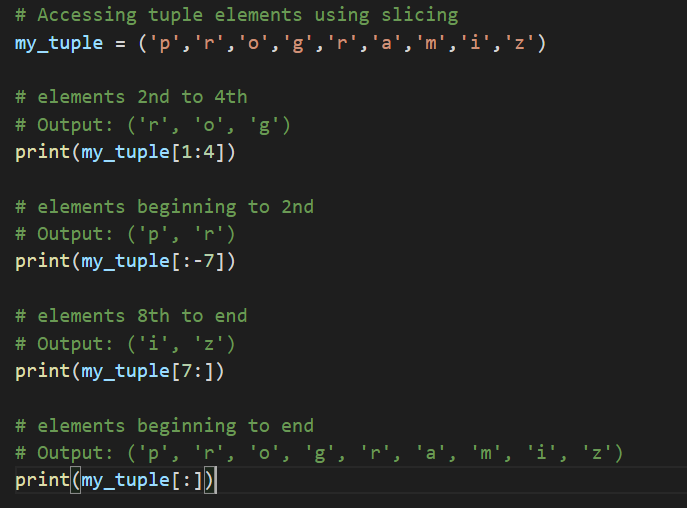 # Accessing tuple elements using slicing
my_tuple = ('p','r','o','g','r','a','m','i','z')
# elements 2nd to 4th
# Output: ('r', 'o', 'g')
print(my_tuple[1:4])
# elements beginning to 2nd
# Output: ('p', 'r')
print(my_tuple[:-7])
# elements 8th to end
# Output: ('i', 'z')
print(my_tuple[7:])
# elements beginning to end
# Output: ('p', 'r', 'o', 'g', 'r', 'a', 'm', 'i', 'z')
print(my_tuple[:])